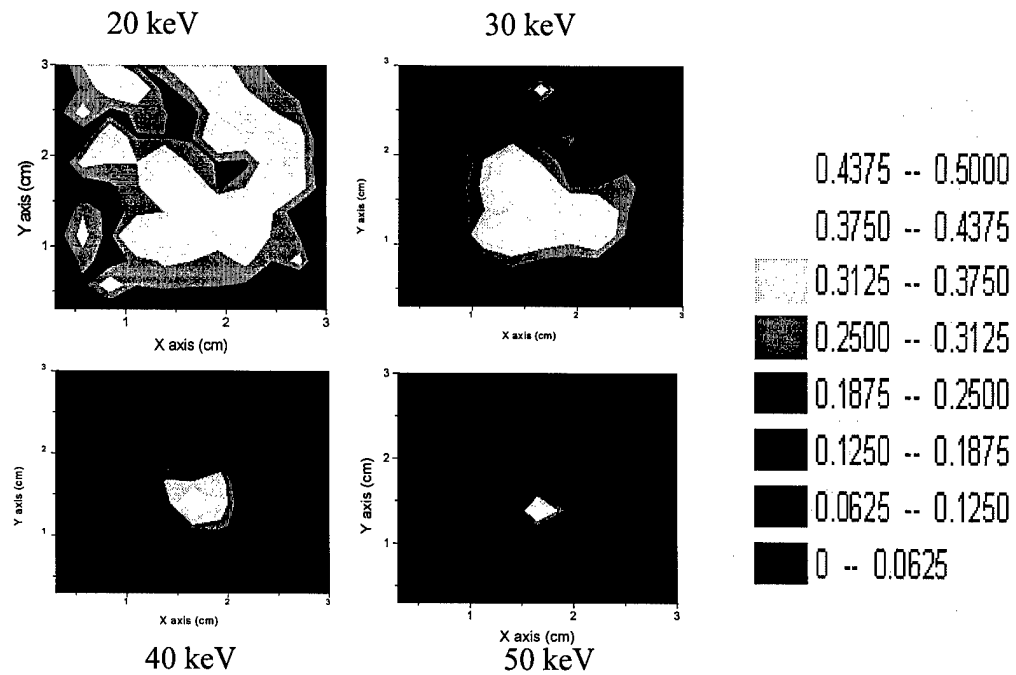 20 keV
30 keV
3
2
1
Y axis (cm)
1
2
3
X axis (cm)
3
2
1
Y axis (cm)
1
2
3
X axis (cm)
3
2
1
Y axis (cm)
1
2
3
X axis (cm)
40 keV
3
2
1
Y axis (cm)
1
2
3
X axis (cm)
50 keV
0.4375 -- 0.5000
0.3750 -- 0.4375
0.3125 -- 0.3750
0.2500 -- 0.3125
0.1875 -- 0.2500
0.1250 -- 0.1875
0.0625 -- 0.1250
0 -- 0.0625